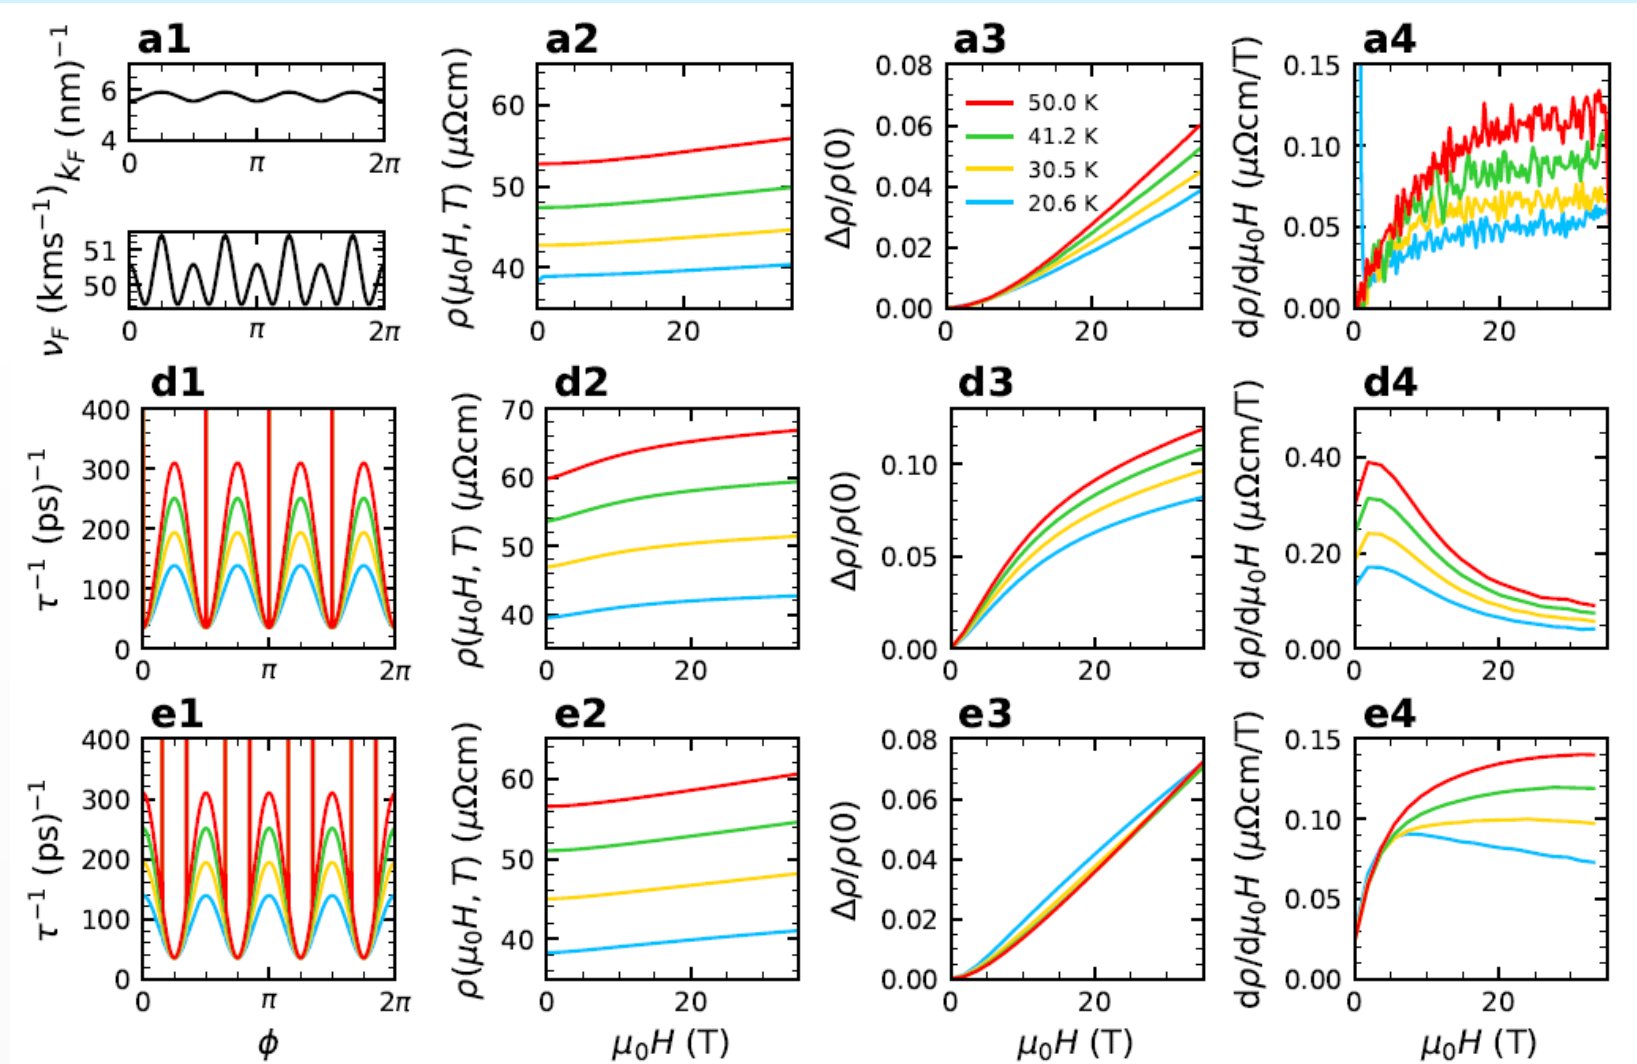 a1
k_F (nm)^−1
6
4
0
π
2π
ν_F (kms^−1)
51
50
0
π
2π
a2
ρ(μ₀H, T) (μΩcm)
60
50
40
0
20
a3
Δρ/ρ(0)
0.08
0.06
0.04
0.02
0.00
0
20
50.0 K
41.2 K
30.5 K
20.6 K
a4
dρ/dμ₀H (μΩcm/T)
0.15
0.10
0.05
0.00
0
20
d1
τ^−1 (ps)^−1
400
300
200
100
0
0
π
2π
d2
ρ(μ₀H, T) (μΩcm)
70
60
50
40
0
20
d3
Δρ/ρ(0)
0.10
0.05
0.00
0
20
d4
dρ/dμ₀H (μΩcm/T)
0.40
0.20
0.00
0
20
e1
τ^−1 (ps)^−1
400
300
200
100
0
0
π
2π
ϕ
e2
ρ(μ₀H, T) (μΩcm)
60
50
40
0
20
μ₀H (T)
e3
Δρ/ρ(0)
0.08
0.06
0.04
0.02
0.00
0
20
μ₀H (T)
e4
dρ/dμ₀H (μΩcm/T)
0.15
0.10
0.05
0.00
0
20
μ₀H (T)